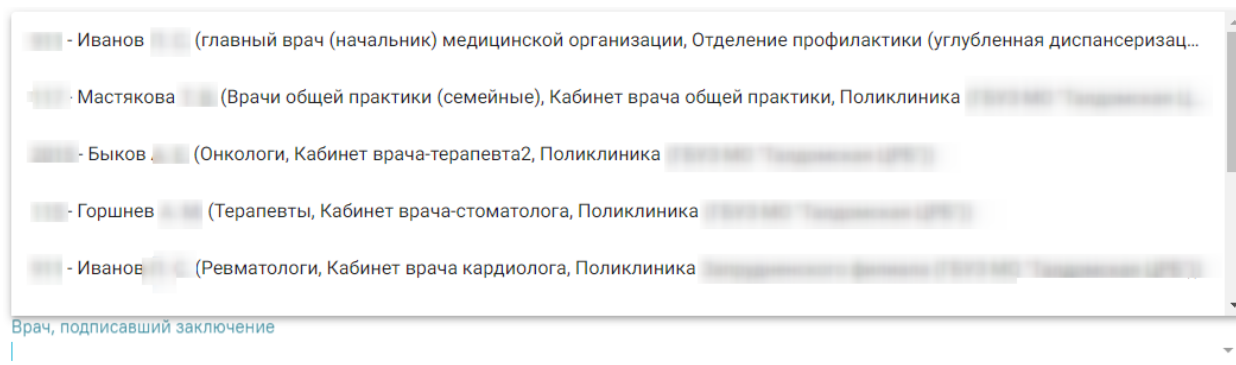 - Иванов (главный врач (начальник) медицинской организации, Отделение профилактики (углубленная диспансеризац...
- Мастякова (Врачи общей практики (семейные), Кабинет врача общей практики, Поликлиника
- Быков (Онкологи, Кабинет врача-терапевта2, Поликлиника
- Горшнев (Терапевты, Кабинет врача-стоматолога, Поликлиника
- Иванов (Ревматологи, Кабинет врача кардиолога, Поликлиника
Врач, подписавший заключение